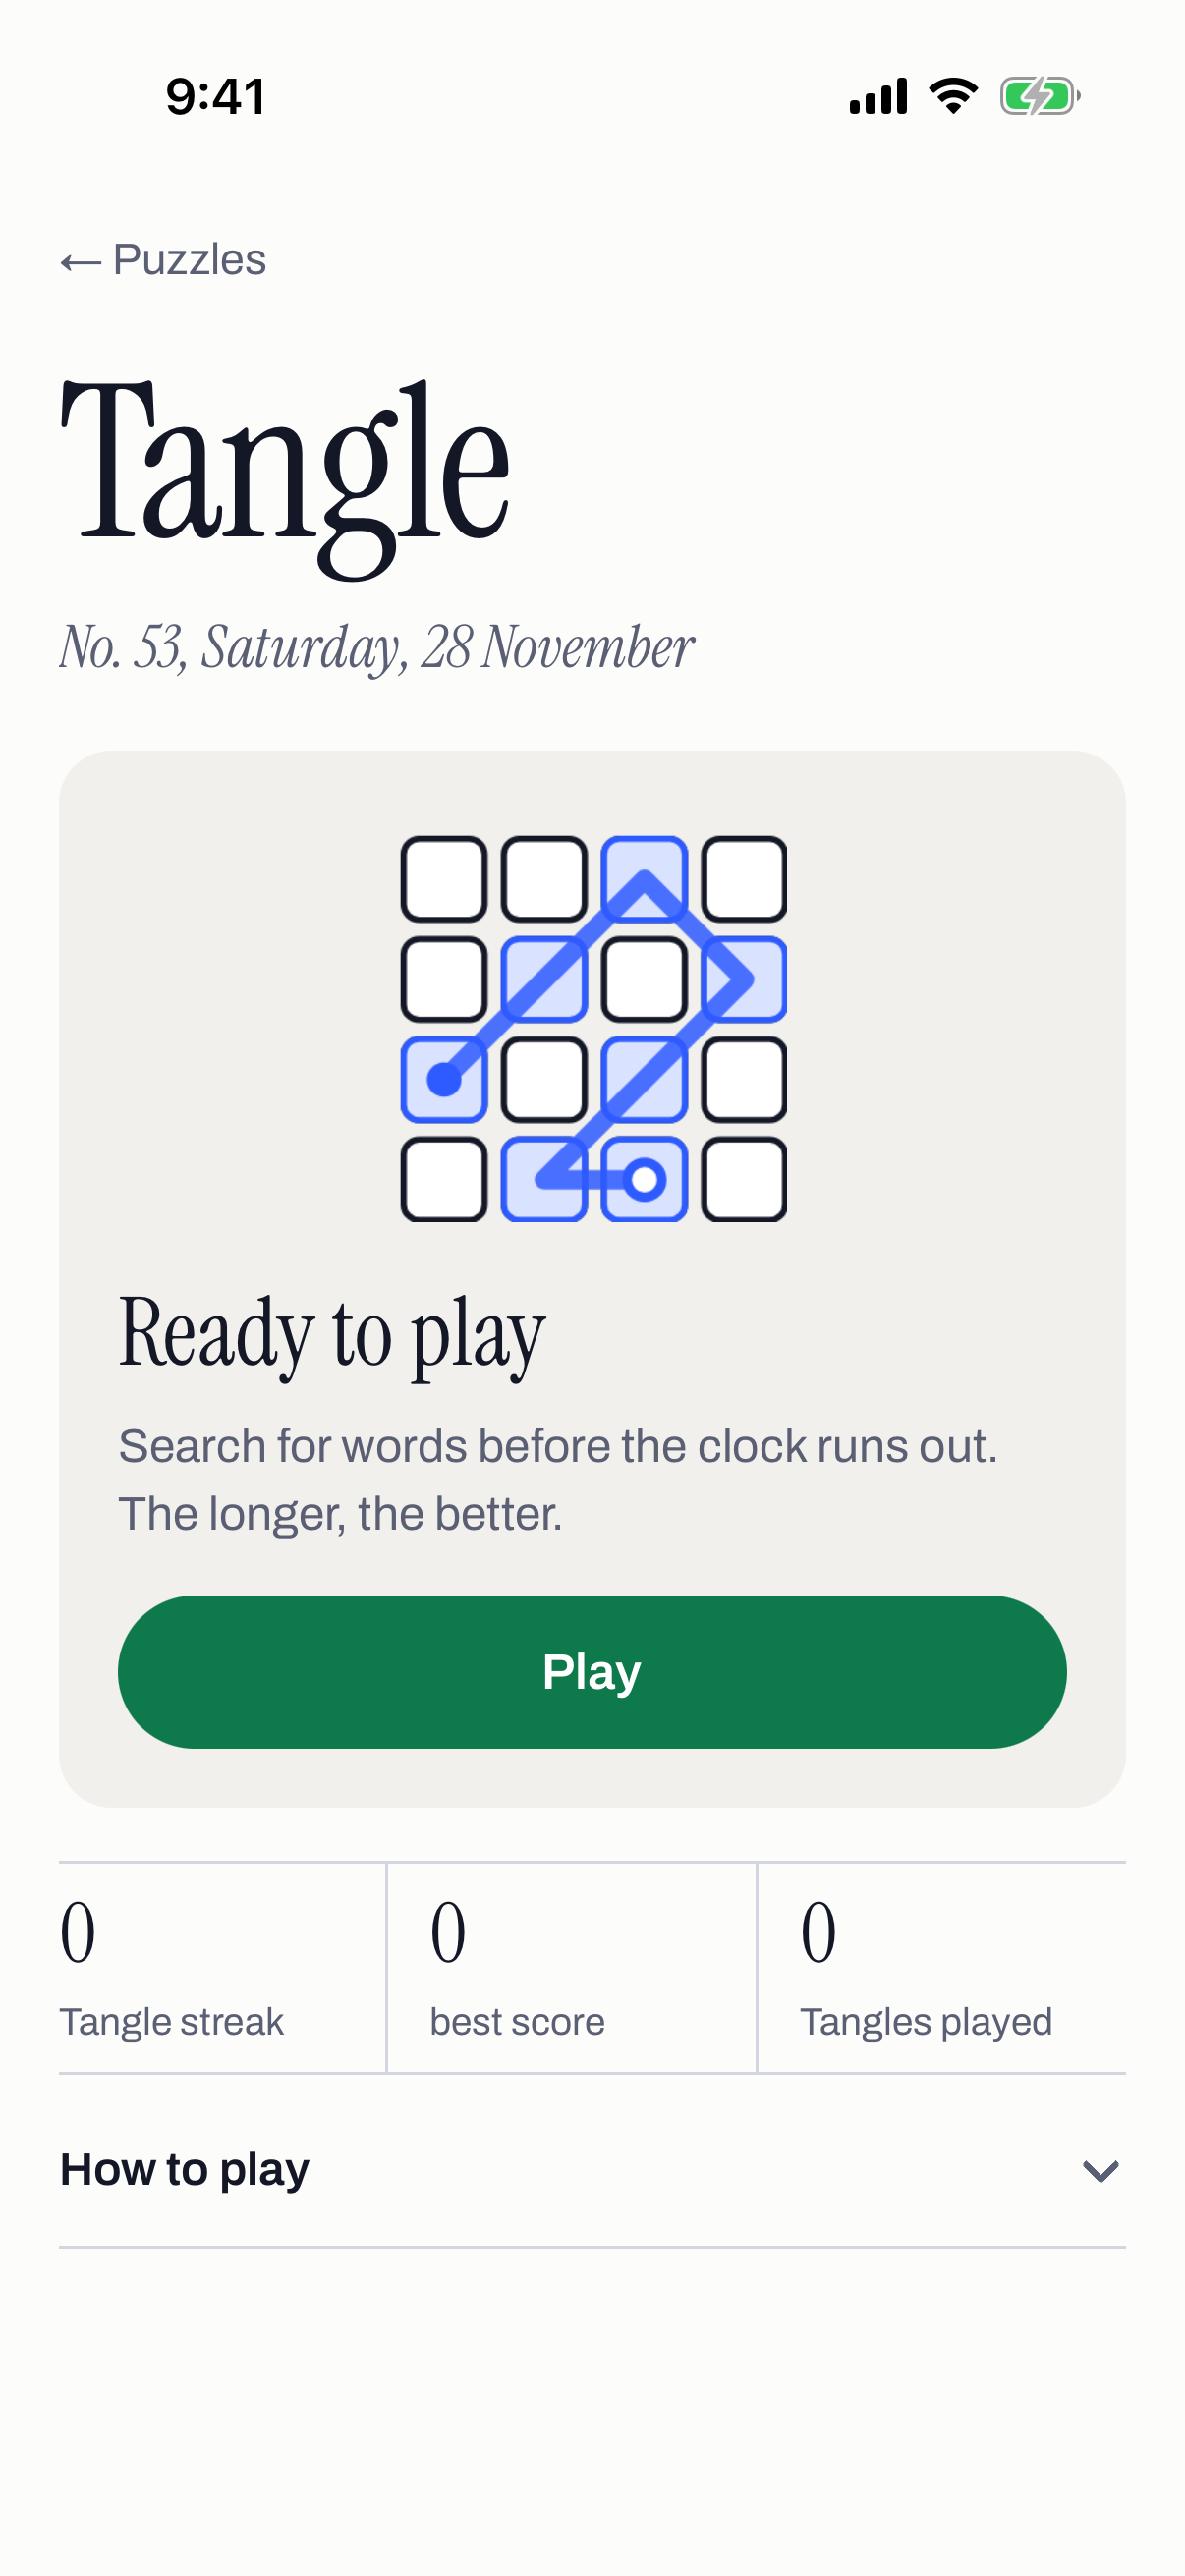 9:41
← Puzzles
Tangle
No. 53, Saturday, 28 November
Ready to play
Search for words before the clock runs out.
The longer, the better.
Play
0
Tangle streak
0
best score
0
Tangles played
How to play